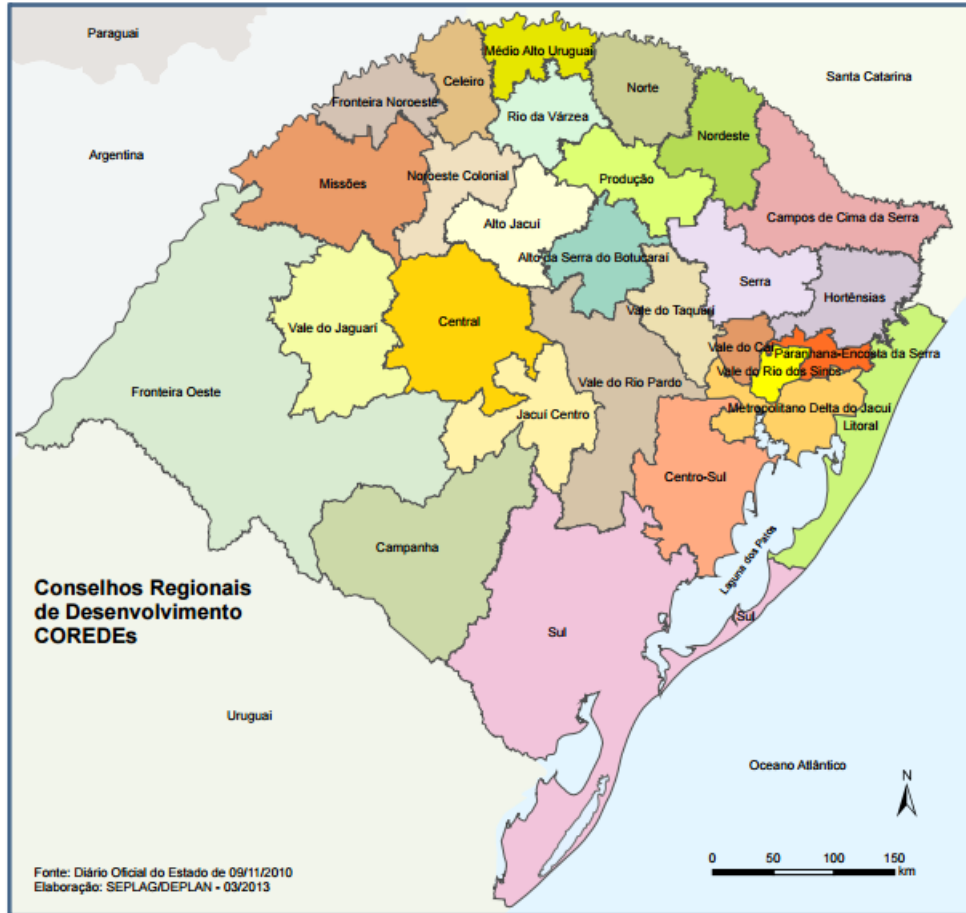 Paraguai
Médio Alto Uruguai
Celeiro
Norte
Santa Catarina
Fronteira Noroeste
Rio da Várzea
Nordeste
Argentina
Noroeste Colonial
Missões
Produção
Campos de Cima da Serra
Alto Jacuí
Alto da Serra do Botucaraí
Serra
Hortênsias
Vale do Taquari
Central
Vale do Jaguari
Vale do Caí
Paranhana-Encosta da Serra
Vale do Rio dos Sinos
Vale do Rio Pardo
Fronteira Oeste
Jacuí Centro
Metropolitano Delta do Jacuí
Litoral
Centro-Sul
Campanha
Laguna dos Patos
Conselhos Regionais
de Desenvolvimento
COREDEs
Sul
Sul
Uruguai
Oceano Atlântico
N
Fonte: Diário Oficial do Estado de 09/11/2010
Elaboração: SEPLAG/DEPLAN - 03/2013
0 50 100 150
km